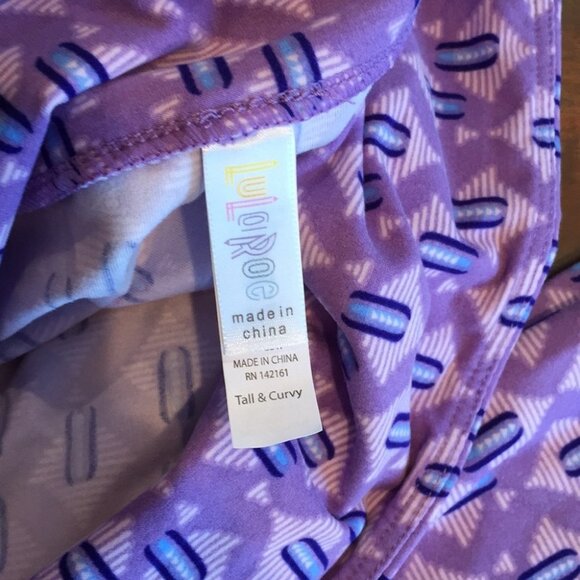 LuLaRoe
made in
china
MADE IN CHINA
RN 142161
Tall & Curvy